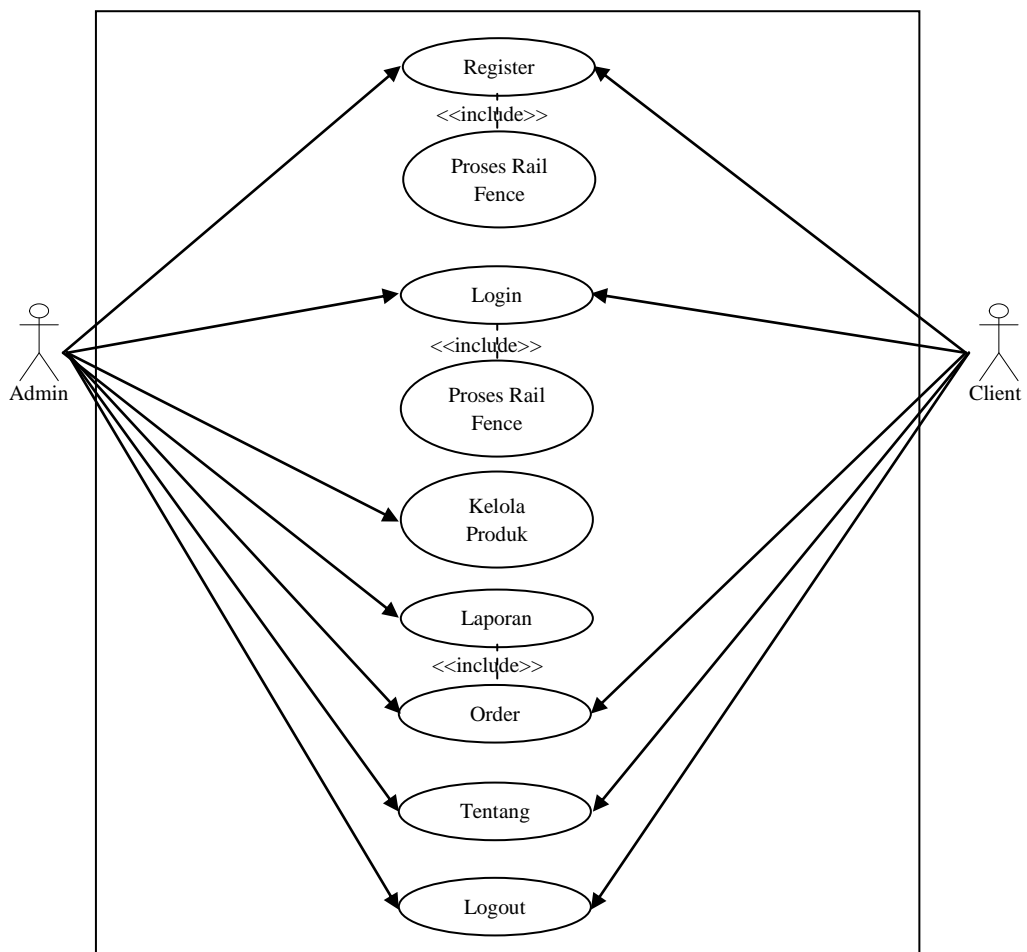 Register
<<include>>
Proses Rail
Fence
Login
<<include>>
Admin
Client
Proses Rail
Fence
Kelola
Produk
Laporan
<<include>>
Order
Tentang
Logout